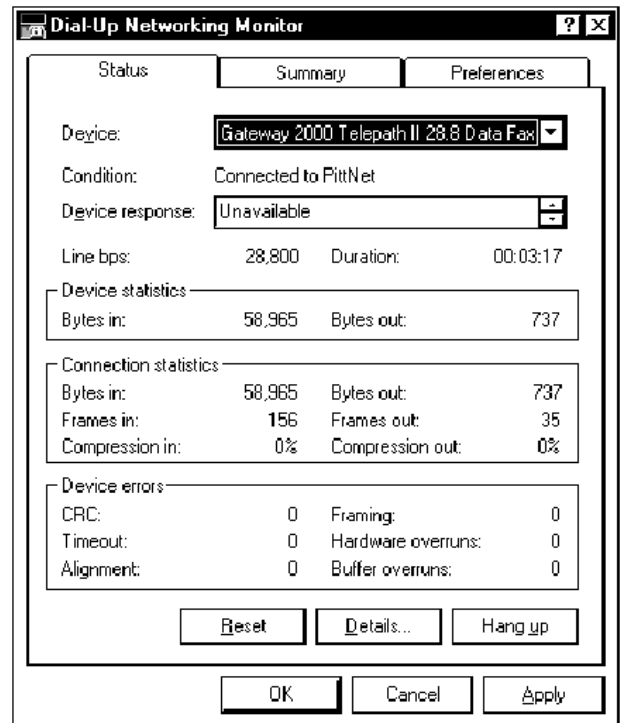 Dial-Up Networking Monitor
Status Summary Preferences
Device: Gateway 2000 Telepath II 28.8 Data Fax
Condition: Connected to PittNet
Device response: Unavailable
Line bps: 28,800 Duration: 00:03:17
Device statistics
Bytes in: 58,965 Bytes out: 737
Connection statistics
Bytes in: 58,965 Bytes out: 737
Frames in: 156 Frames out: 35
Compression in: 0% Compression out: 0%
Device errors
CRC: 0 Framing: 0
Timeout: 0 Hardware overruns: 0
Alignment: 0 Buffer overruns: 0
Reset Details... Hang up
OK Cancel Apply